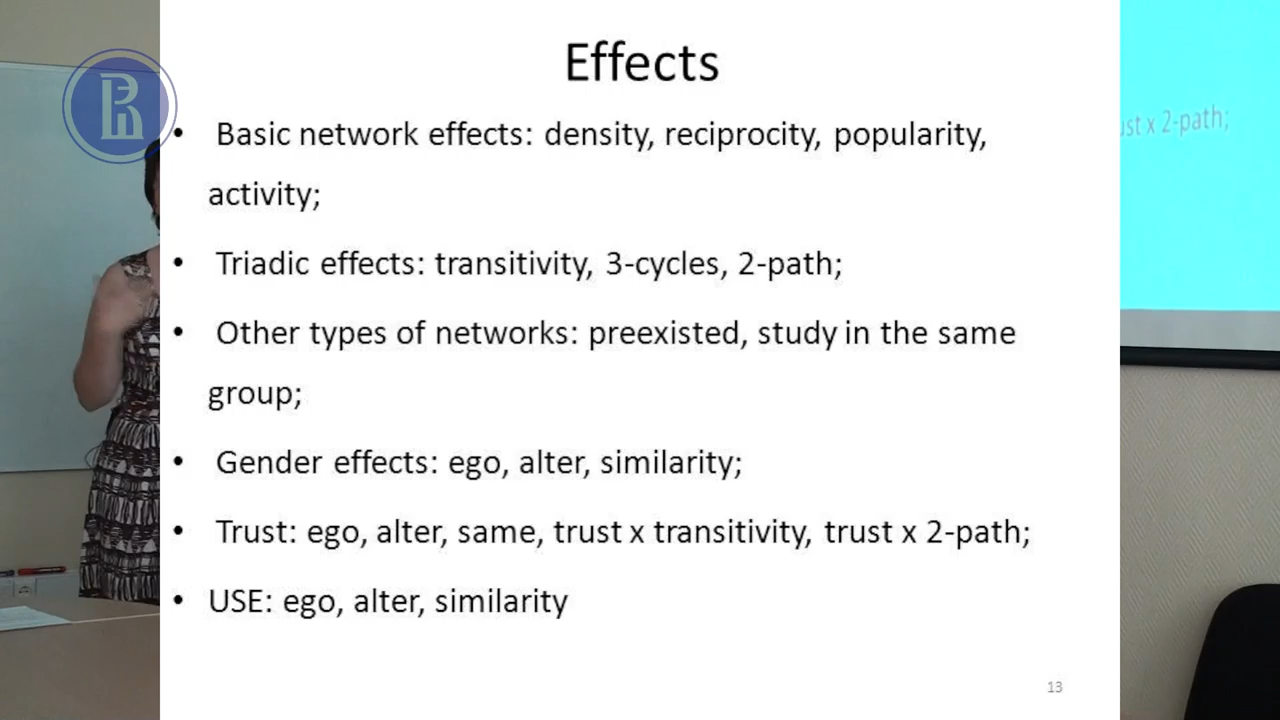 Effects
• Basic network effects: density, reciprocity, popularity,
activity;
• Triadic effects: transitivity, 3-cycles, 2-path;
• Other types of networks: preexisted, study in the same
group;
• Gender effects: ego, alter, similarity;
• Trust: ego, alter, same, trust x transitivity, trust x 2-path;
• USE: ego, alter, similarity
13
x 2-path;